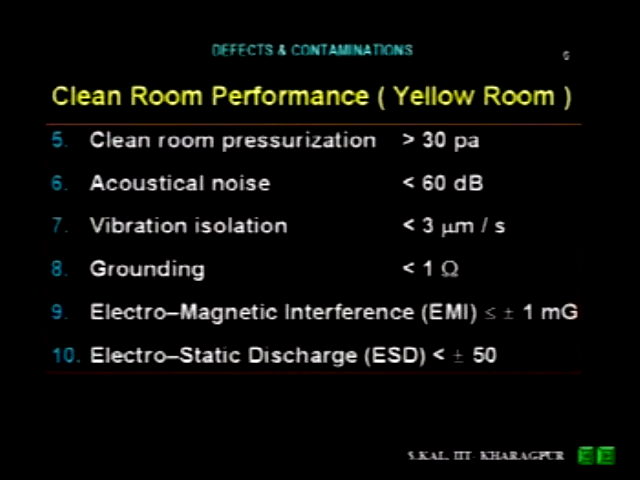 DEFECTS & CONTAMINATIONS
Clean Room Performance ( Yellow Room )
5. Clean room pressurization > 30 pa
6. Acoustical noise < 60 dB
7. Vibration isolation < 3 μm / s
8. Grounding < 1 Ω
9. Electro–Magnetic Interference (EMI) ≤ ± 1 mG
10. Electro–Static Discharge (ESD) < ± 50
S.KAL, IIT- KHARAGPUR